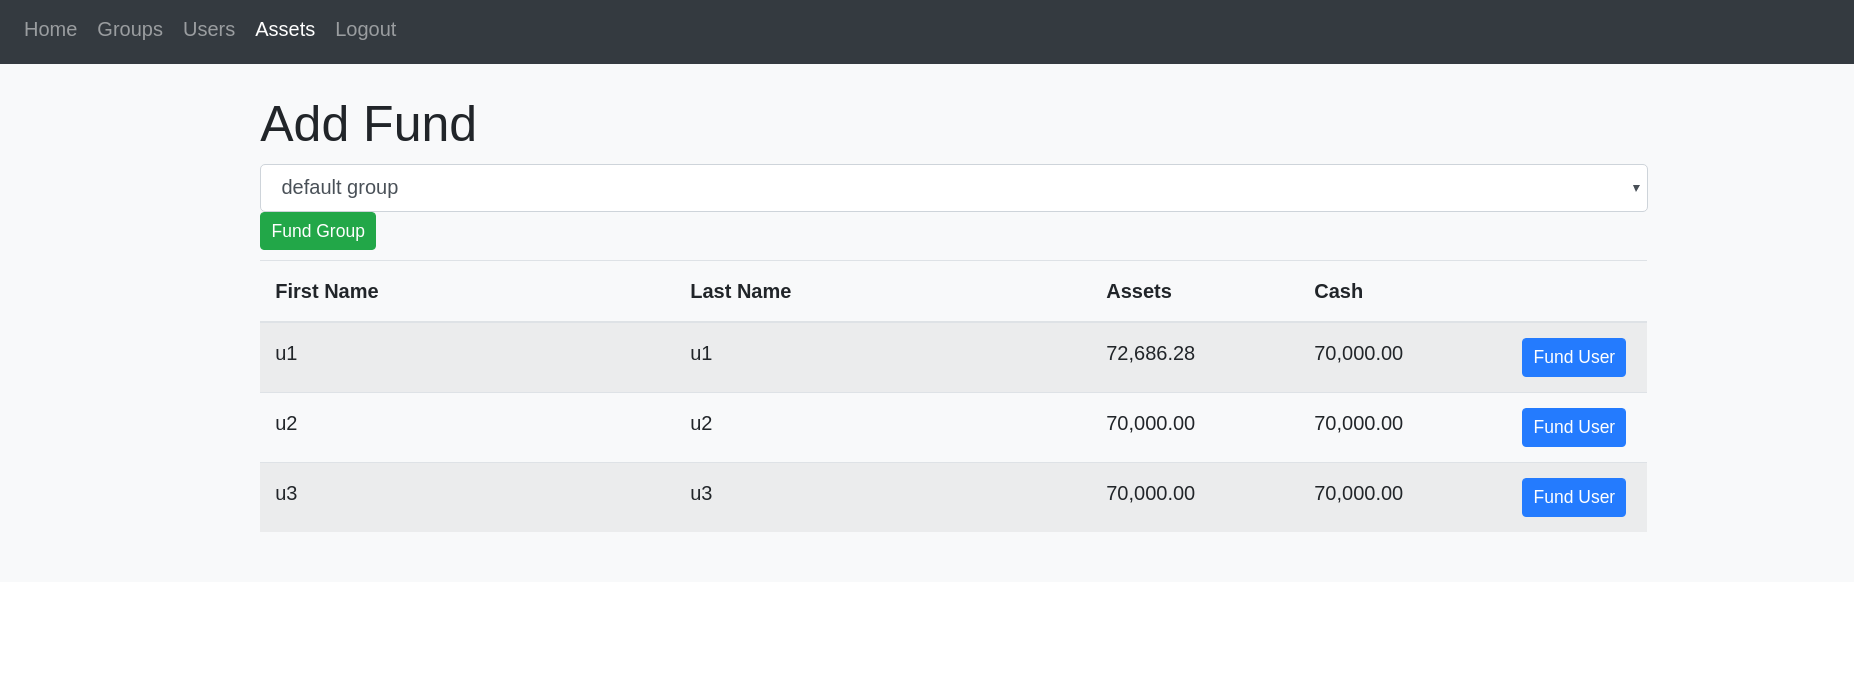 Home Groups Users Assets Logout
Add Fund
default group
Fund Group
First Name Last Name Assets Cash
u1 u1 72,686.28 70,000.00 Fund User
u2 u2 70,000.00 70,000.00 Fund User
u3 u3 70,000.00 70,000.00 Fund User